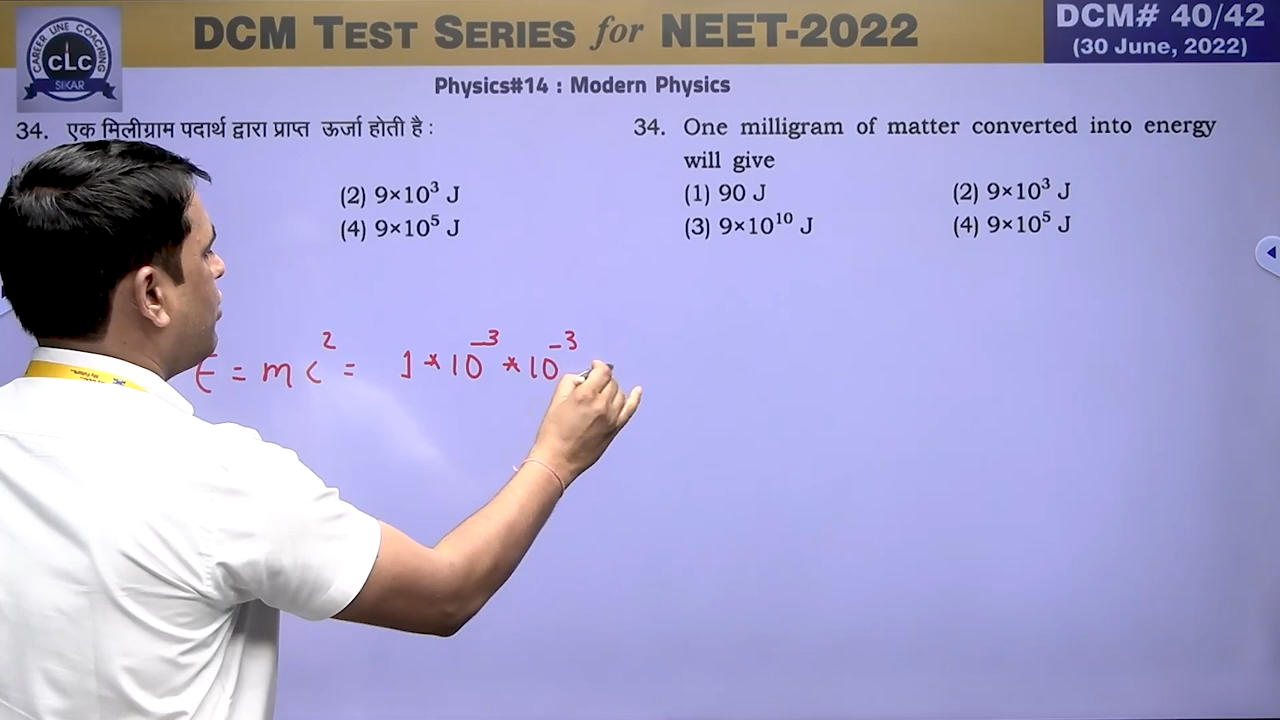 DCM TEST SERIES for NEET-2022
DCM# 40/42
(30 June, 2022)
CAREER LINE COACHING
CLC
SIKAR
Physics#14 : Modern Physics
34. एक मिलीग्राम पदार्थ द्वारा प्राप्त ऊर्जा होती है :
(2) 9×10³ J
(4) 9×10⁵ J
34. One milligram of matter converted into energy
will give
(1) 90 J (2) 9×10³ J
(3) 9×10¹⁰ J (4) 9×10⁵ J
E = mc² = 1*10⁻³*10⁻³